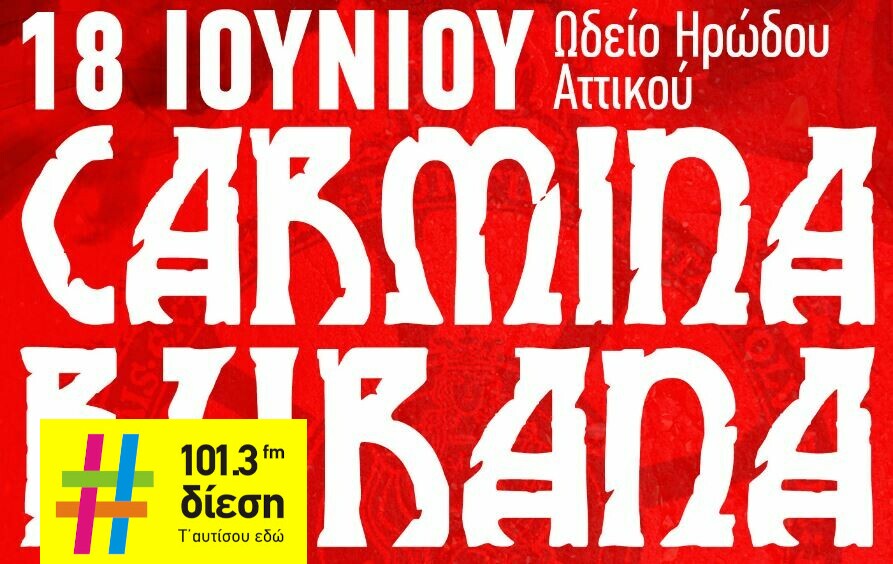 18 ΙΟΥΝΙΟΥ
Ωδείο Ηρώδου
Αττικού
CARMINA
BURANA
101.3 fm
δίεση
Τ'αυτίσου εδώ